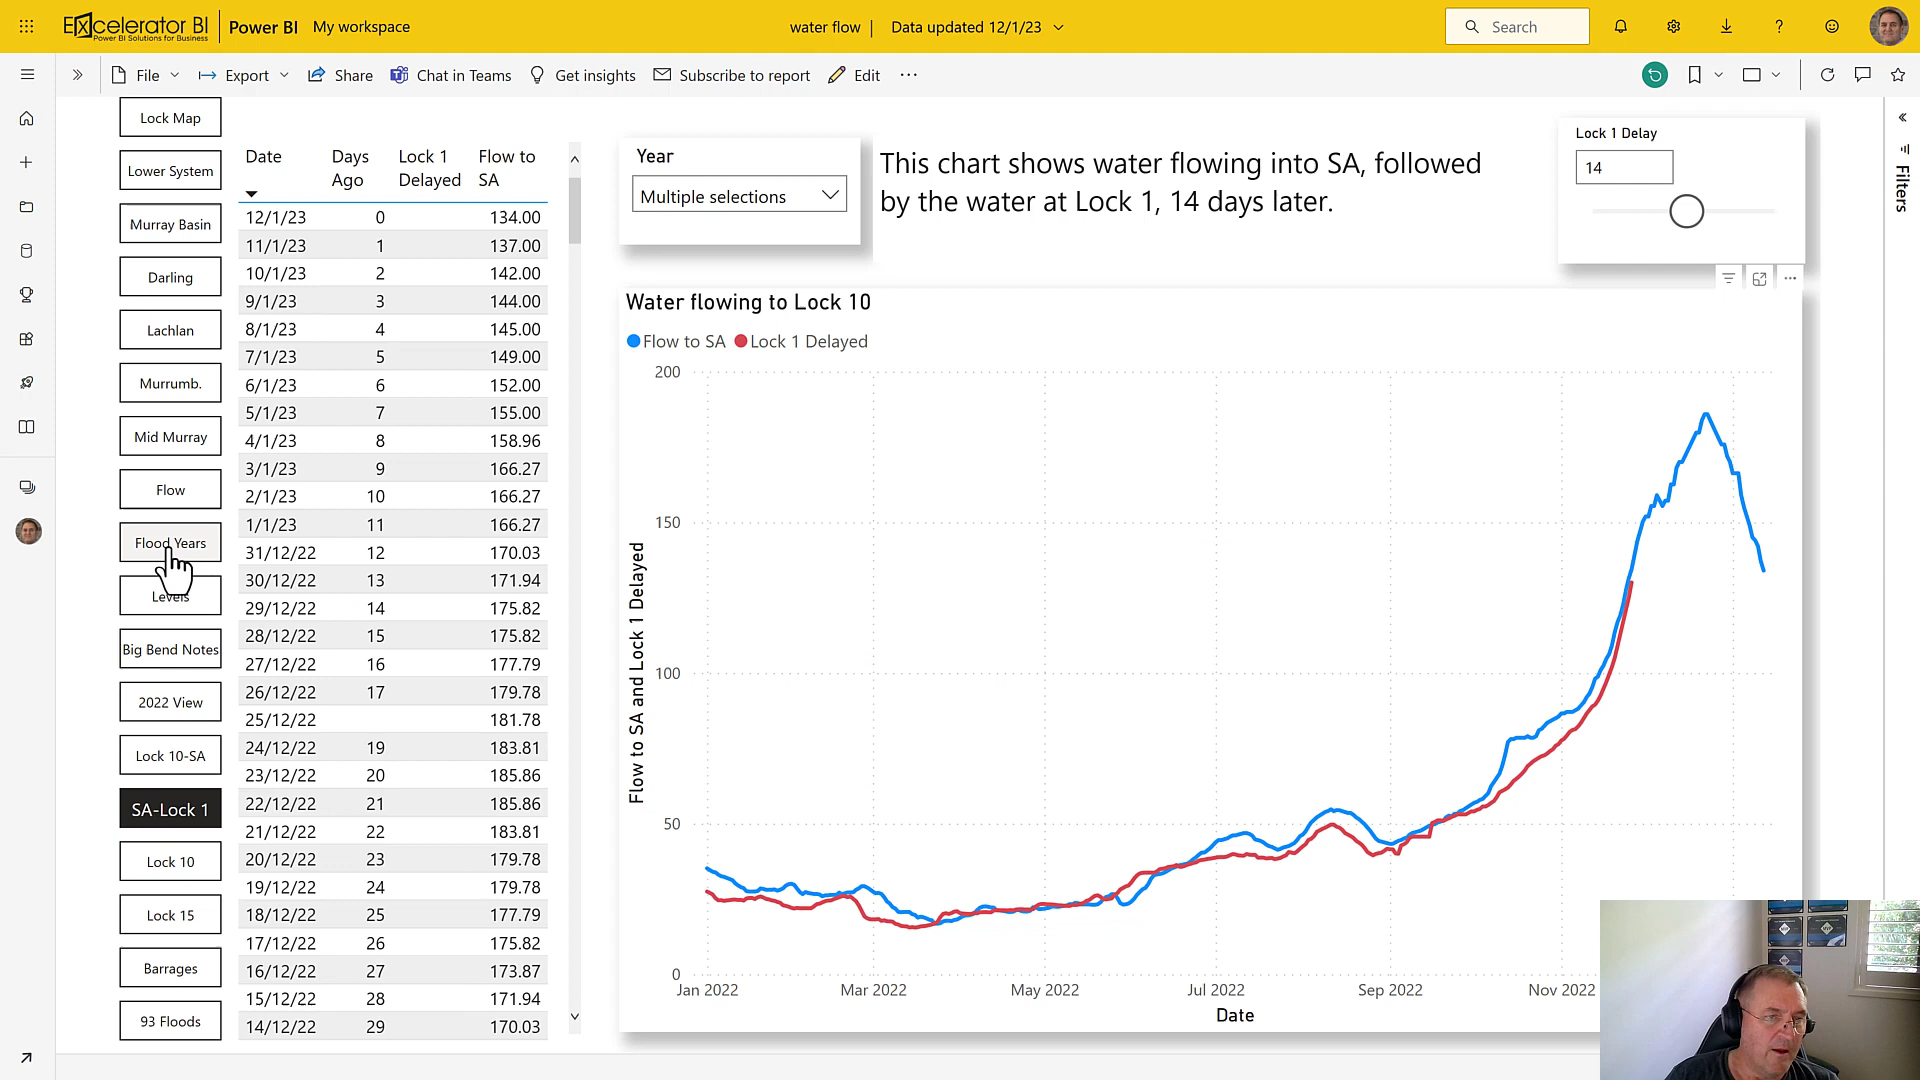 EXcelerator BI
Power BI Solutions for Business
Power BI
My workspace
water flow
Data updated 12/1/23
Search
File
Export
Share
Chat in Teams
Get insights
Subscribe to report
Edit
Lock Map
Lower System
Murray Basin
Darling
Lachlan
Murrumb.
Mid Murray
Flow
Flood Years
Levels
Big Bend Notes
2022 View
Lock 10-SA
SA-Lock 1
Lock 10
Lock 15
Barrages
93 Floods
Date Days Ago Lock 1 Delayed Flow to SA
12/1/23 0 134.00
11/1/23 1 137.00
10/1/23 2 142.00
9/1/23 3 144.00
8/1/23 4 145.00
7/1/23 5 149.00
6/1/23 6 152.00
5/1/23 7 155.00
4/1/23 8 158.96
3/1/23 9 166.27
2/1/23 10 166.27
1/1/23 11 166.27
31/12/22 12 170.03
30/12/22 13 171.94
29/12/22 14 175.82
28/12/22 15 175.82
27/12/22 16 177.79
26/12/22 17 179.78
25/12/22 181.78
24/12/22 19 183.81
23/12/22 20 185.86
22/12/22 21 185.86
21/12/22 22 183.81
20/12/22 23 179.78
19/12/22 24 179.78
18/12/22 25 177.79
17/12/22 26 175.82
16/12/22 27 173.87
15/12/22 28 171.94
14/12/22 29 170.03
Year
Multiple selections
This chart shows water flowing into SA, followed
by the water at Lock 1, 14 days later.
Lock 1 Delay
14
Filters
Water flowing to Lock 10
Flow to SA
Lock 1 Delayed
Flow to SA and Lock 1 Delayed
200
150
100
50
0
Jan 2022
Mar 2022
May 2022
Jul 2022
Sep 2022
Nov 2022
Date